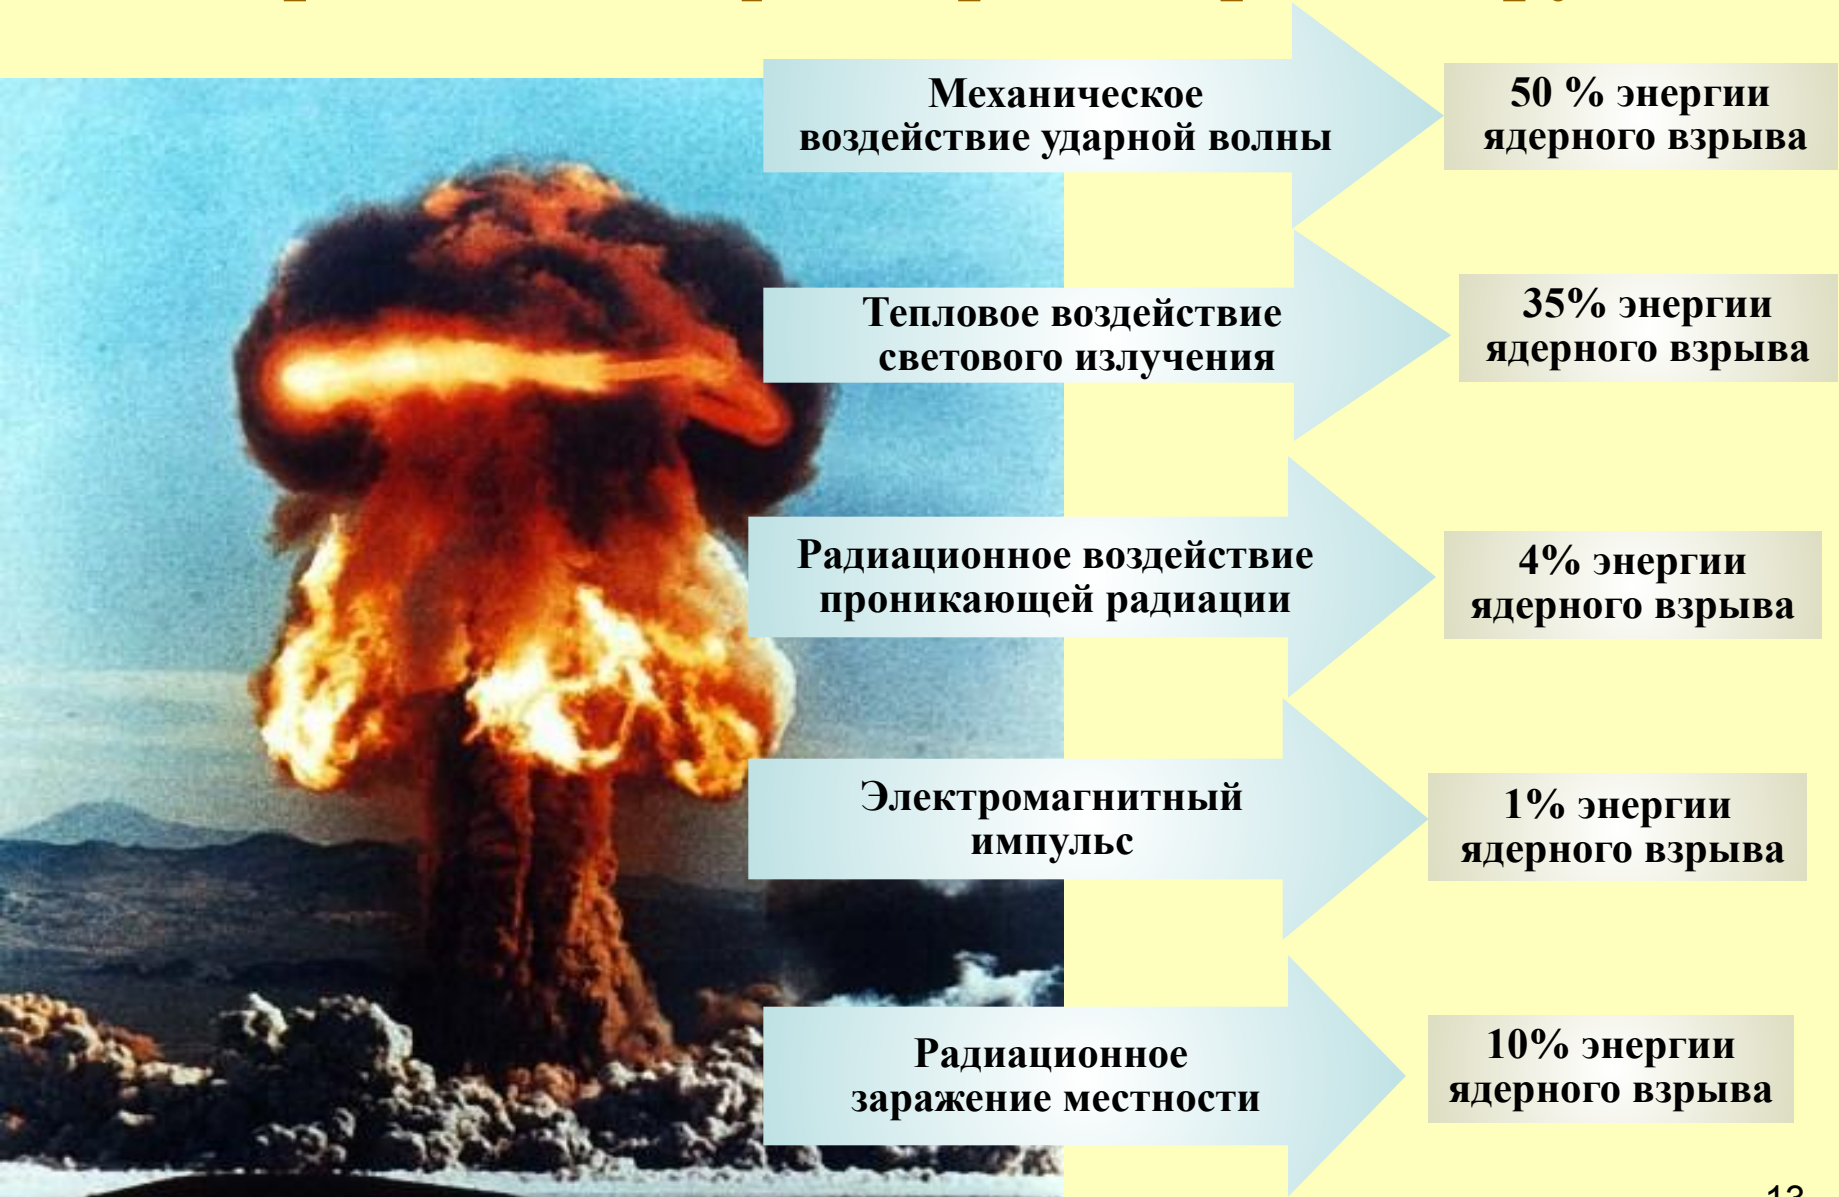 Механическое
воздействие ударной волны
50 % энергии
ядерного взрыва
Тепловое воздействие
светового излучения
35% энергии
ядерного взрыва
Радиационное воздействие
проникающей радиации
4% энергии
ядерного взрыва
Электромагнитный
импульс
1% энергии
ядерного взрыва
Радиационное
заражение местности
10% энергии
ядерного взрыва